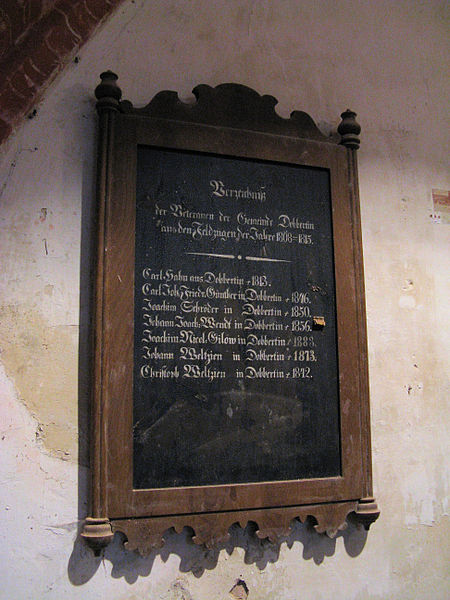 Verzeichniß
der Veteranen der Gemeinde Dobbertin
aus den Feldzügen der Jahre 1808=1815.
Carl Hahn aus Dobbertin † 1813.
Carl Joh. Friedr. Günther in Dobbertin † 1846.
Joachim Schröder in Dobbertin † 1850.
Johann Joach. Wendt in Dobbertin † 1856.
Joachim Nicol. Gilow in Dobbertin † 1888.
Johann Weltzien in Dobbertin † 1873.
Christoph Weltzien in Dobbertin † 1842.